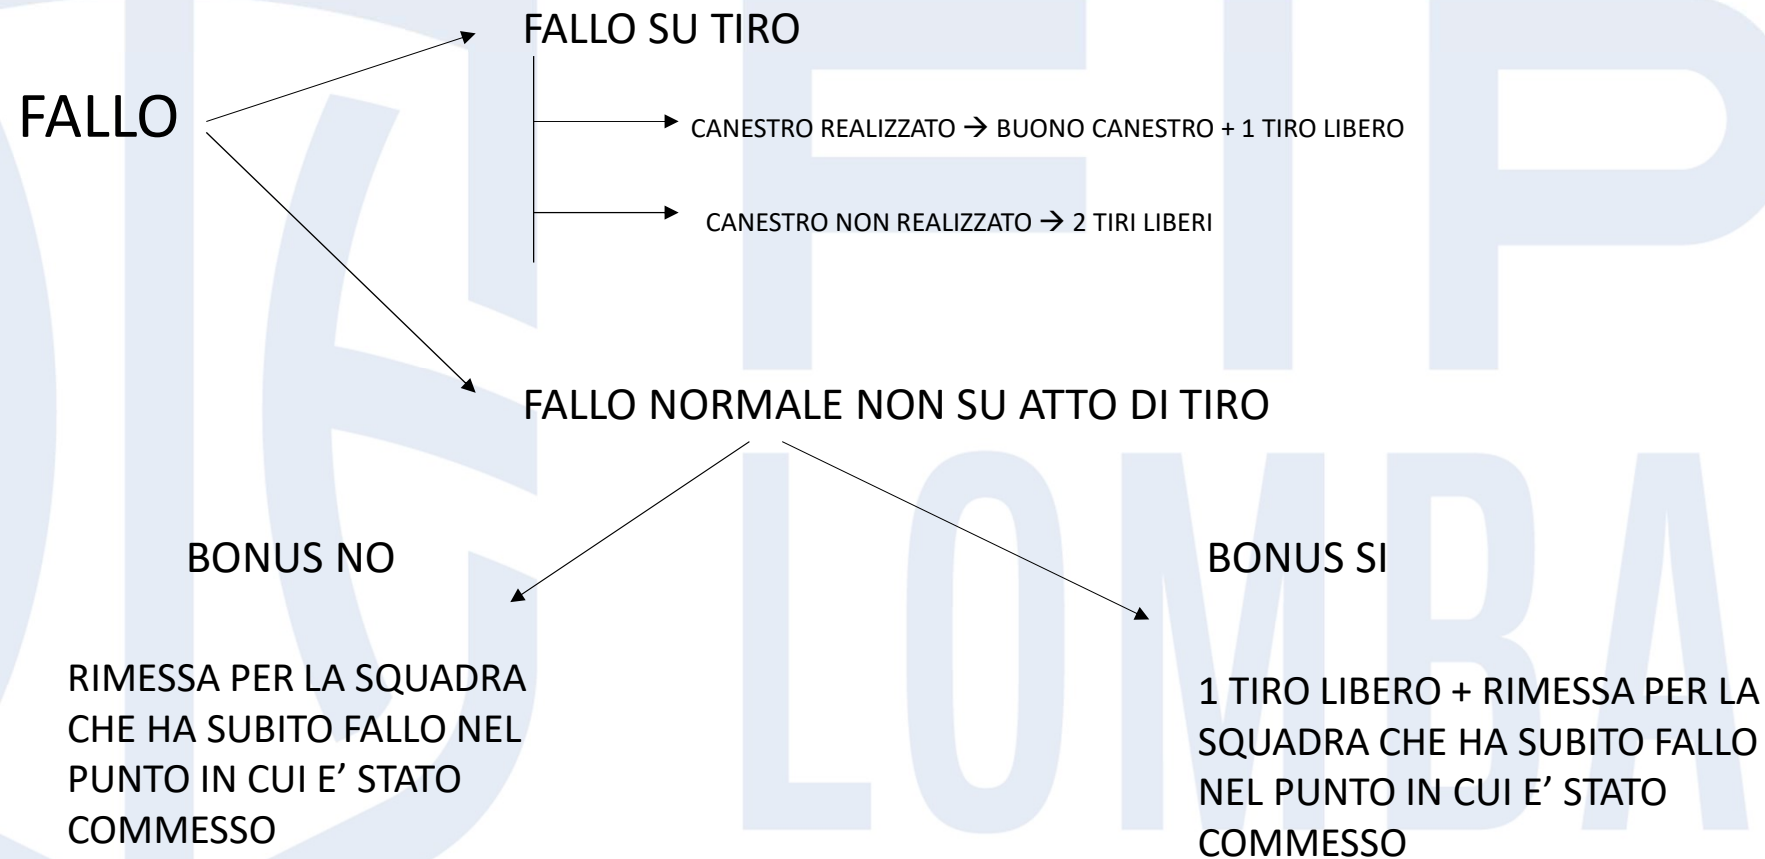 FALLO SU TIRO
FALLO
CANESTRO REALIZZATO → BUONO CANESTRO + 1 TIRO LIBERO
CANESTRO NON REALIZZATO → 2 TIRI LIBERI
FALLO NORMALE NON SU ATTO DI TIRO
BONUS NO
RIMESSA PER LA SQUADRA
CHE HA SUBITO FALLO NEL
PUNTO IN CUI E’ STATO
COMMESSO
BONUS SI
1 TIRO LIBERO + RIMESSA PER LA
SQUADRA CHE HA SUBITO FALLO
NEL PUNTO IN CUI E’ STATO
COMMESSO
FIP
LOMBA